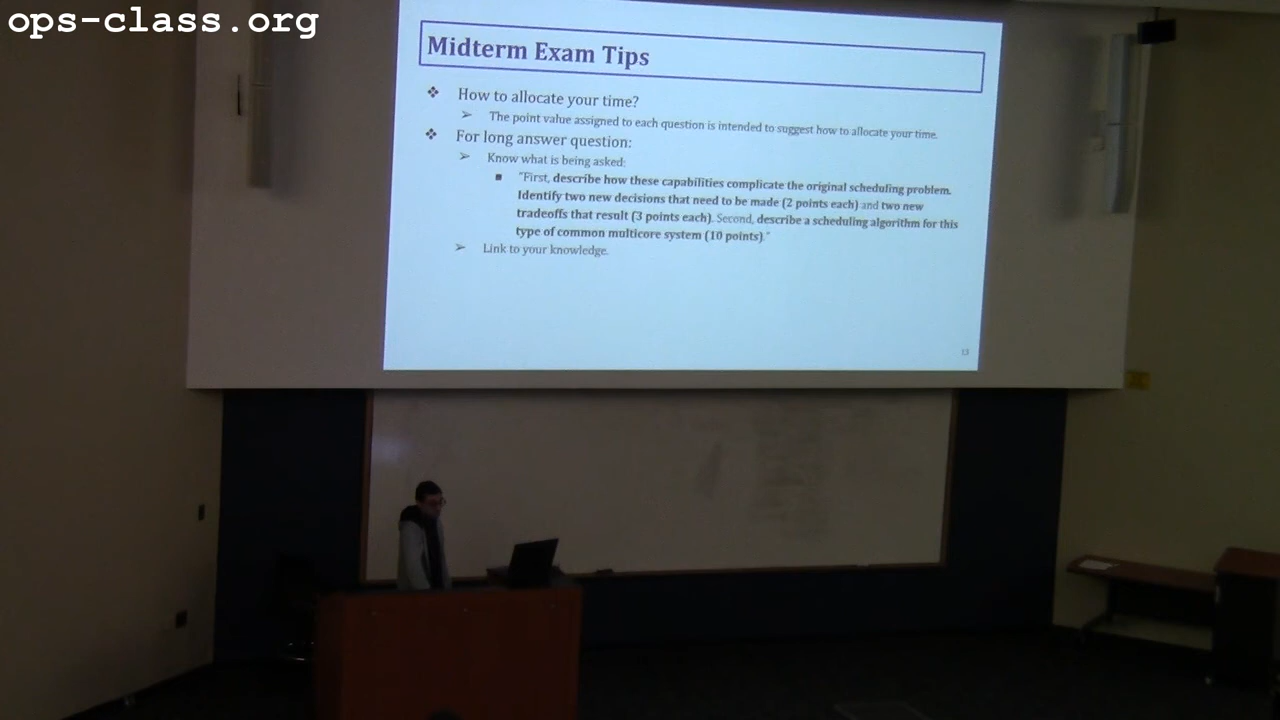 ops-class.org
Midterm Exam Tips
❖ How to allocate your time?
➢ The point value assigned to each question is intended to suggest how to allocate your time.
❖ For long answer question:
➢ Know what is being asked:
▪ "First, describe how these capabilities complicate the original scheduling problem.
Identify two new decisions that need to be made (2 points each) and two new
tradeoffs that result (3 points each). Second, describe a scheduling algorithm for this
type of common multicore system (10 points)."
➢ Link to your knowledge.
13